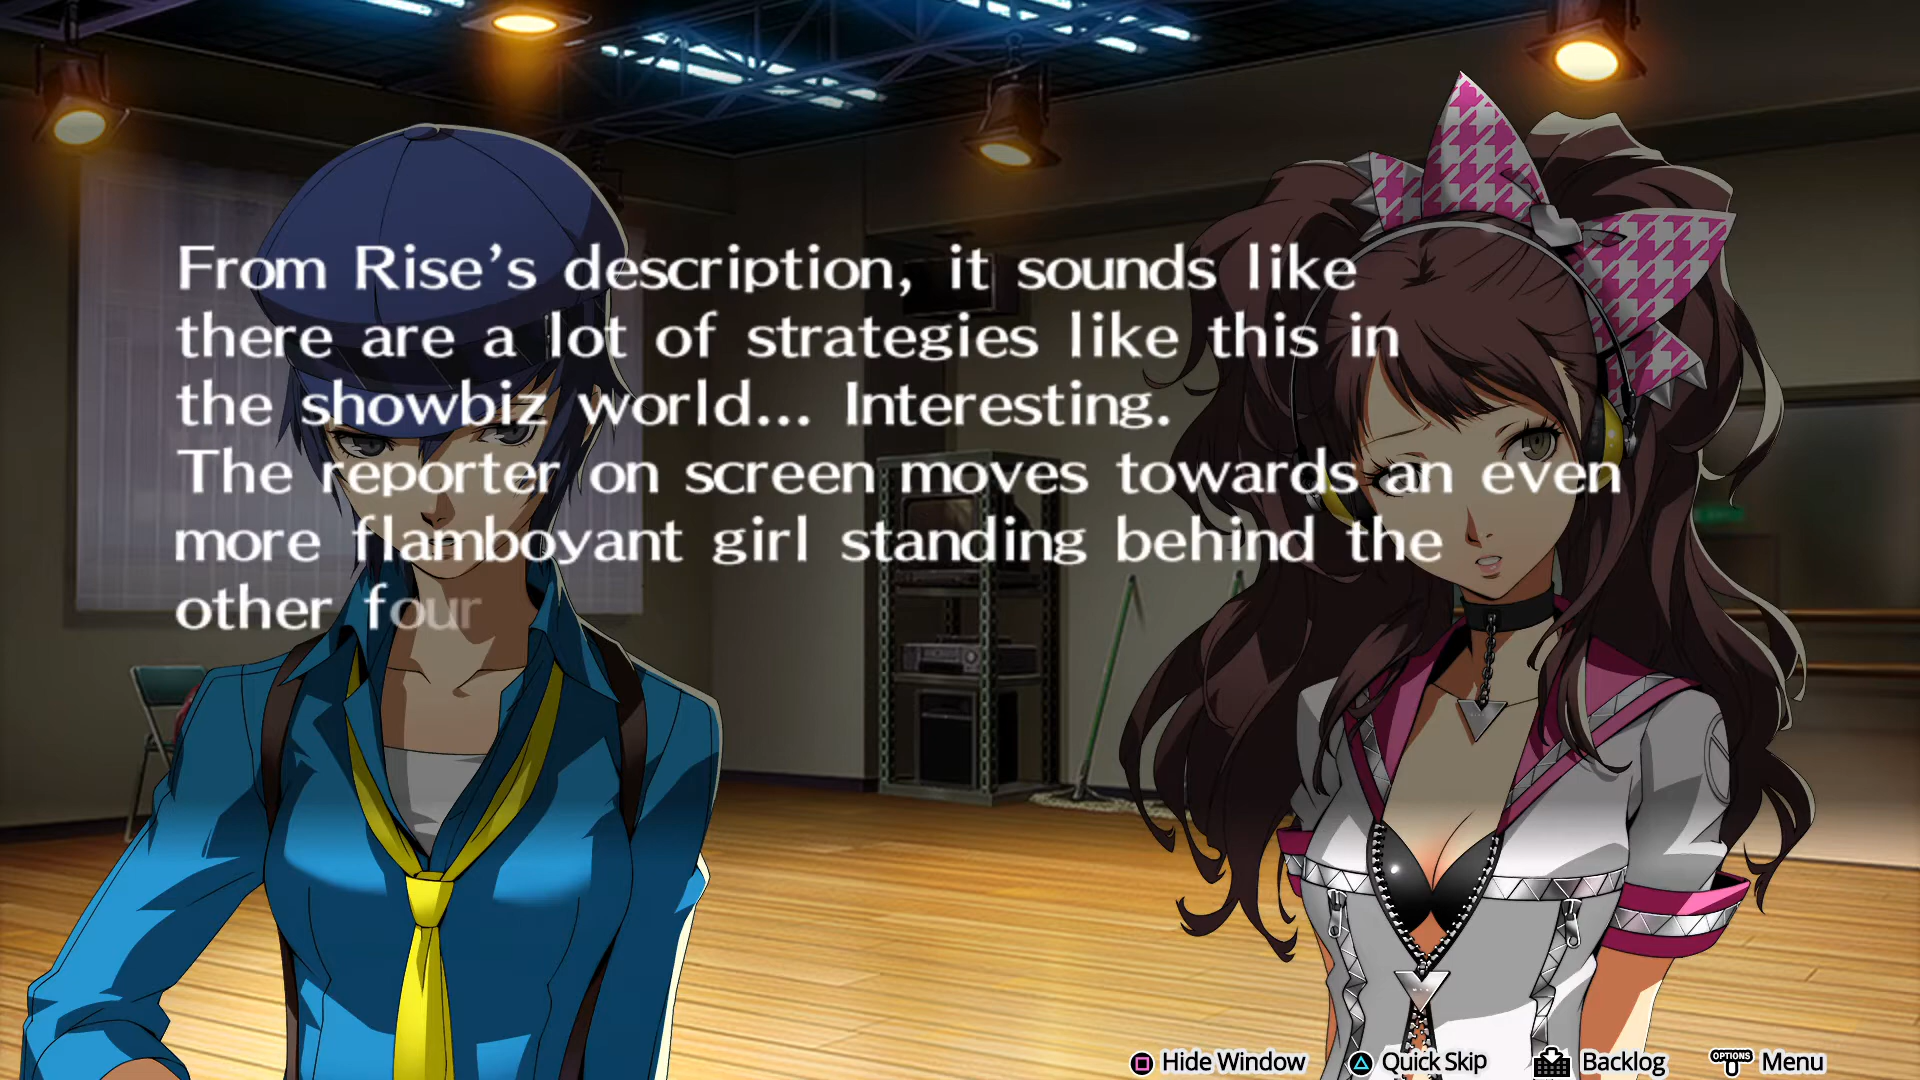 From Rise's description, it sounds like
there are a lot of strategies like this in
the showbiz world... Interesting.
The reporter on screen moves towards an even
more flamboyant girl standing behind the
other four
Hide Window
Quick Skip
Backlog
OPTIONS
Menu